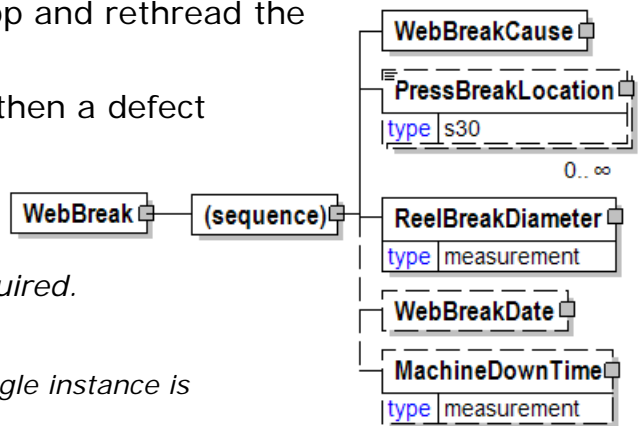 op and rethread the
then a defect
uired.
gle instance is
WebBreak
(sequence)
WebBreakCause
PressBreakLocation
type s30
0.. ∞
ReelBreakDiameter
type measurement
WebBreakDate
MachineDownTime
type measurement